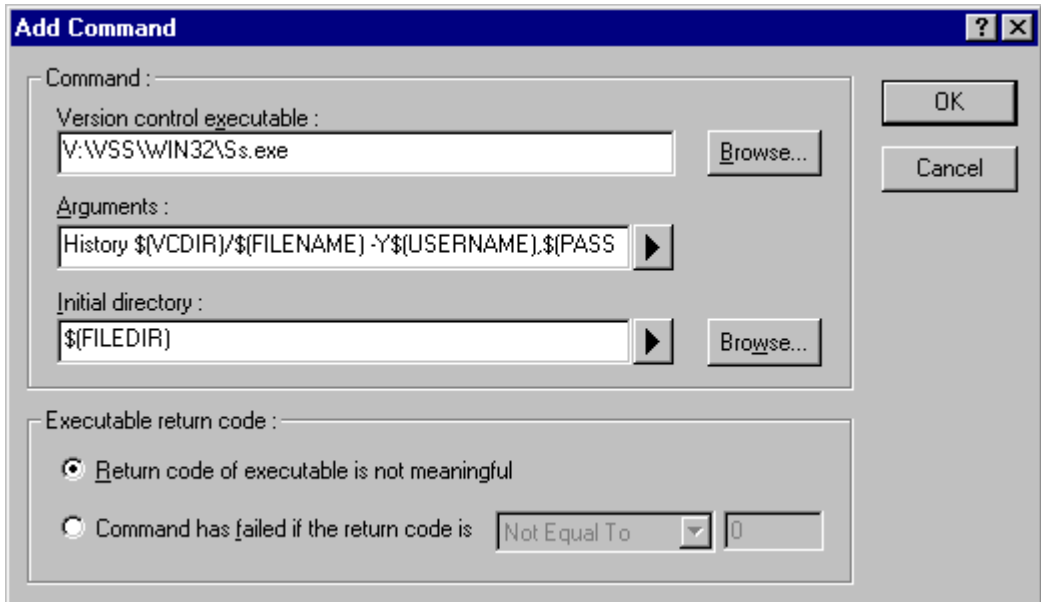 Add Command
Command :
OK
Version control executable :
V:\VSS\WIN32\Ss.exe
Browse...
Cancel
Arguments :
History $(VCDIR)/$(FILENAME) -Y$(USERNAME),$(PASS
Initial directory :
$(FILEDIR)
Browse...
Executable return code :
Return code of executable is not meaningful
Command has failed if the return code is Not Equal To 0